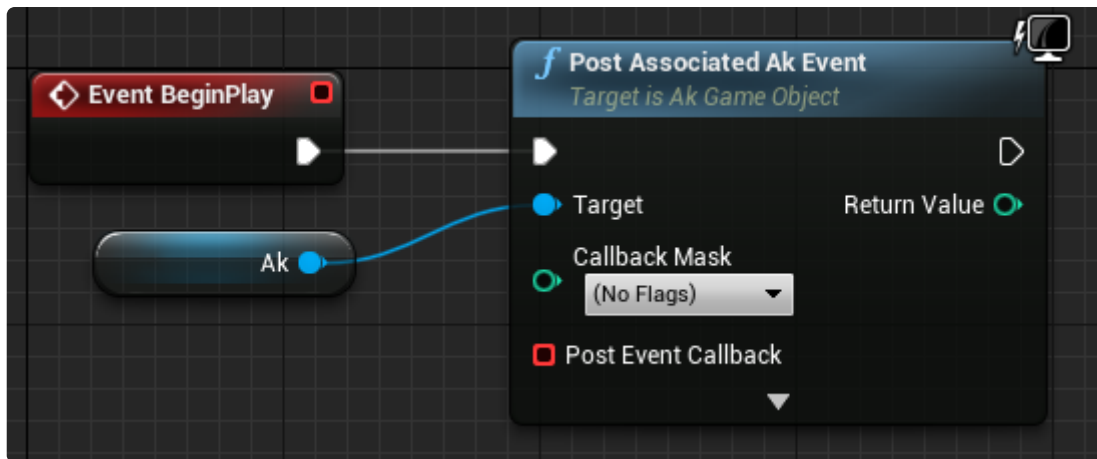 Event BeginPlay
Ak
f Post Associated Ak Event
Target is Ak Game Object
Target
Return Value
Callback Mask
(No Flags)
Post Event Callback